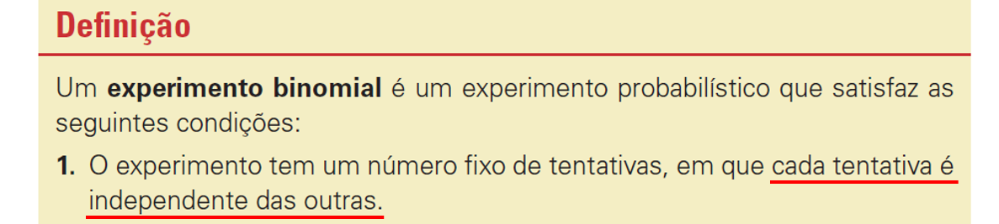 Definição
Um experimento binomial é um experimento probabilístico que satisfaz as
seguintes condições:
1. O experimento tem um número fixo de tentativas, em que cada tentativa é
independente das outras.